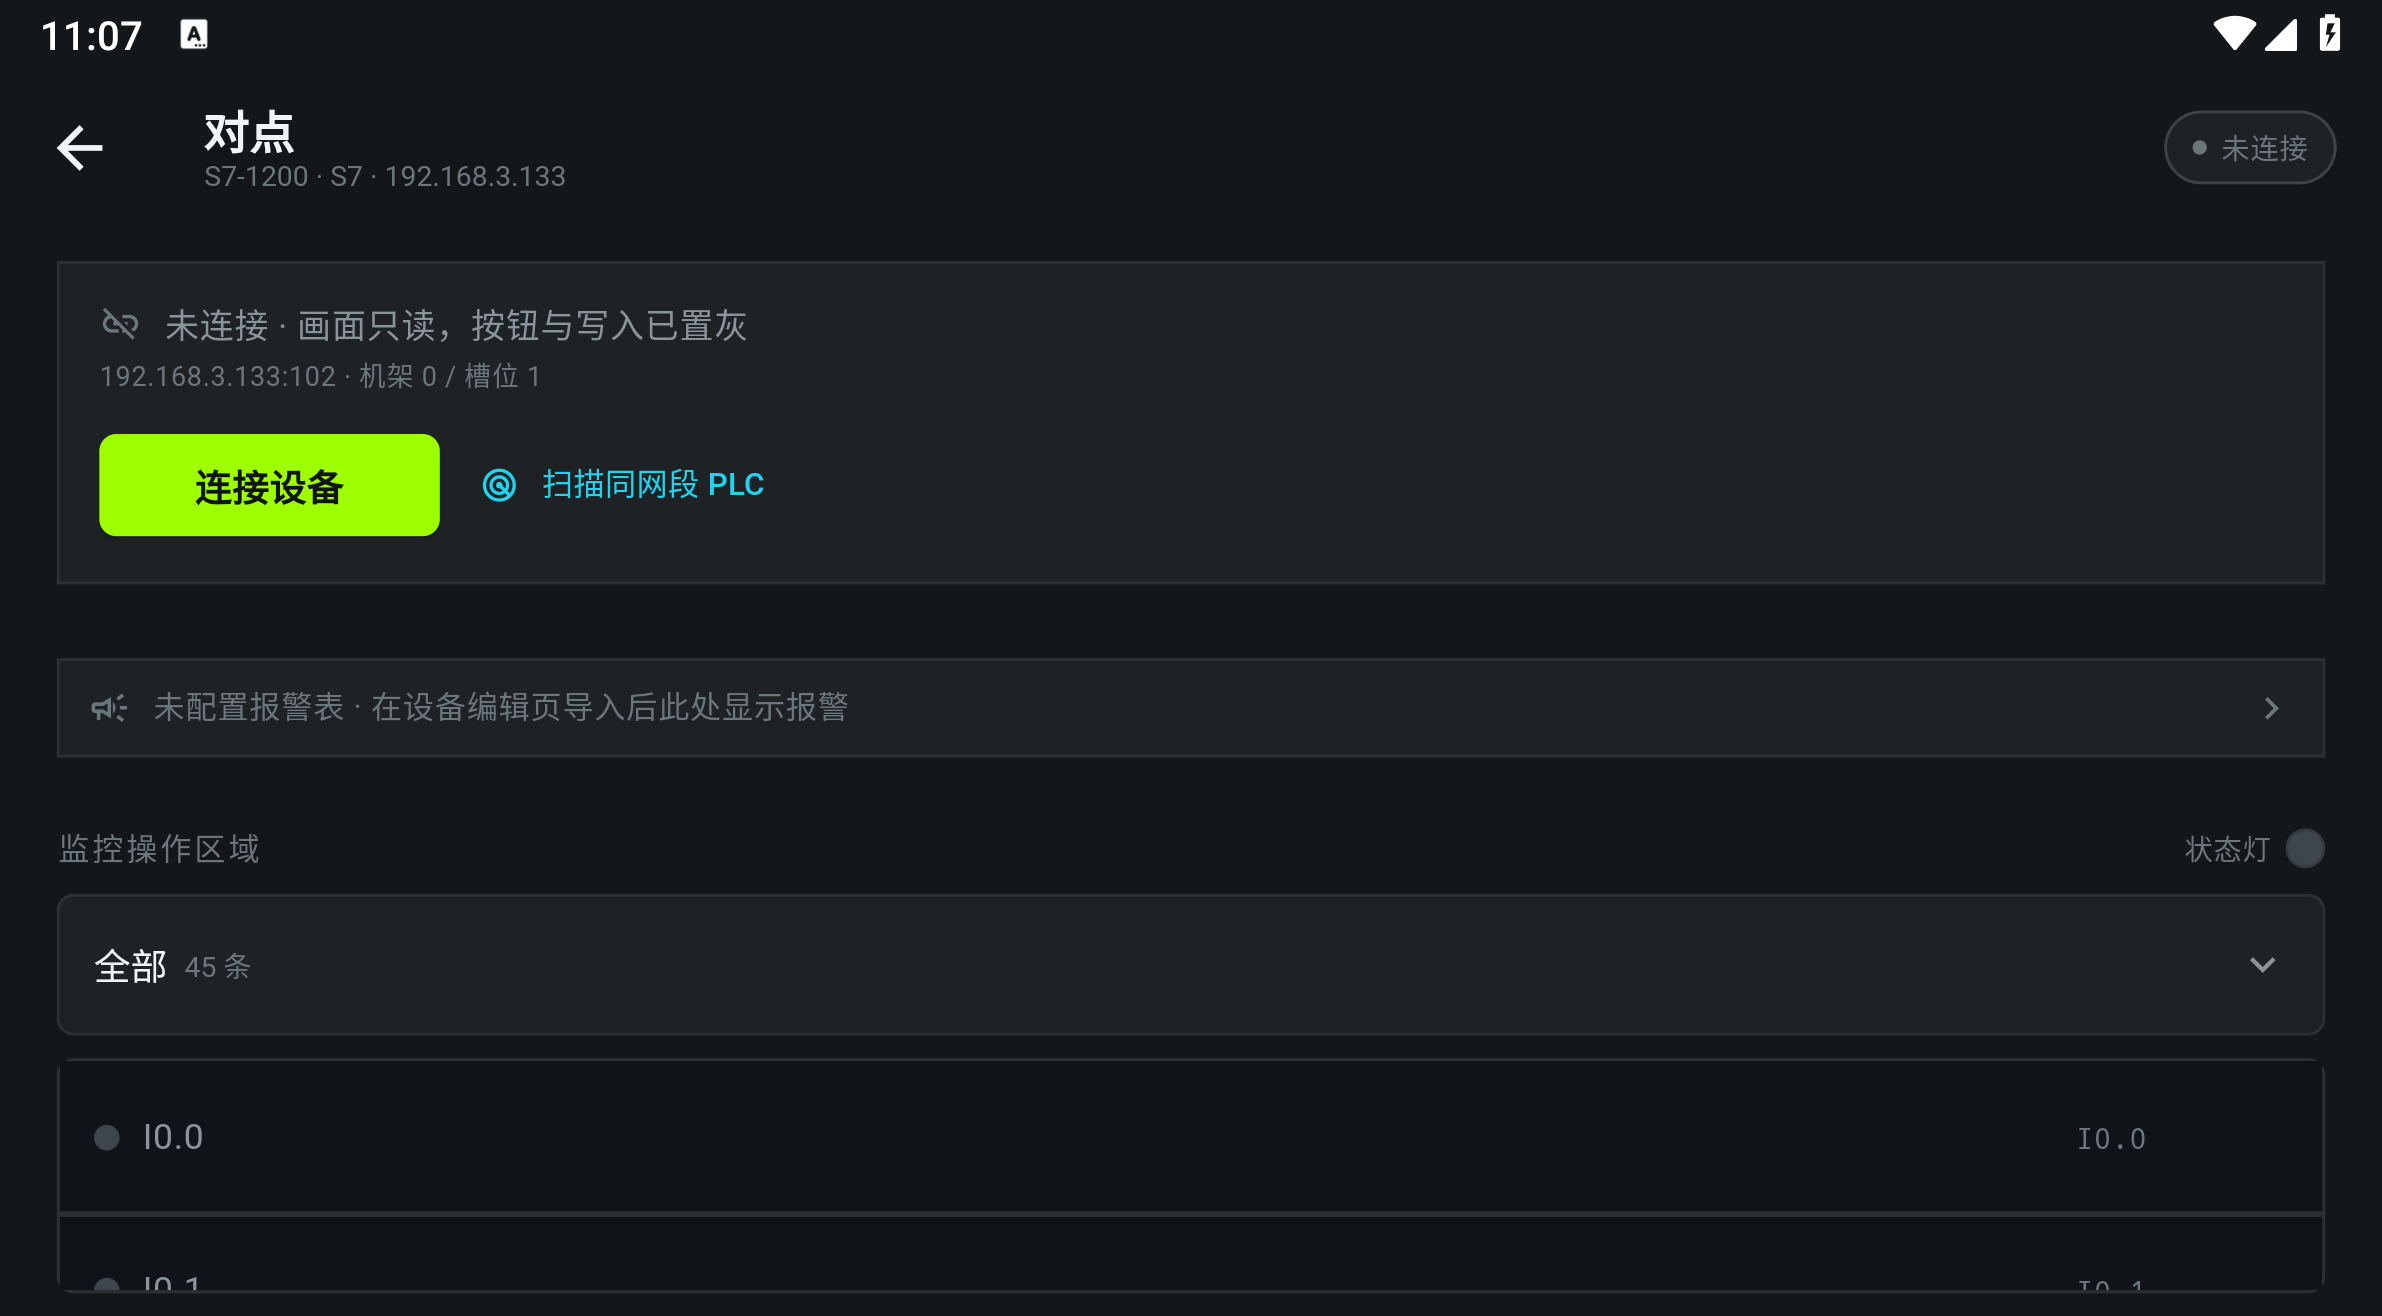 11:07
对点
S7-1200 · S7 · 192.168.3.133
未连接
未连接 · 画面只读，按钮与写入已置灰
192.168.3.133:102 · 机架 0 / 槽位 1
连接设备
扫描同网段 PLC
未配置报警表 · 在设备编辑页导入后此处显示报警
监控操作区域
状态灯
全部 45 条
I0.0 I0.0
I0.1 I0.1